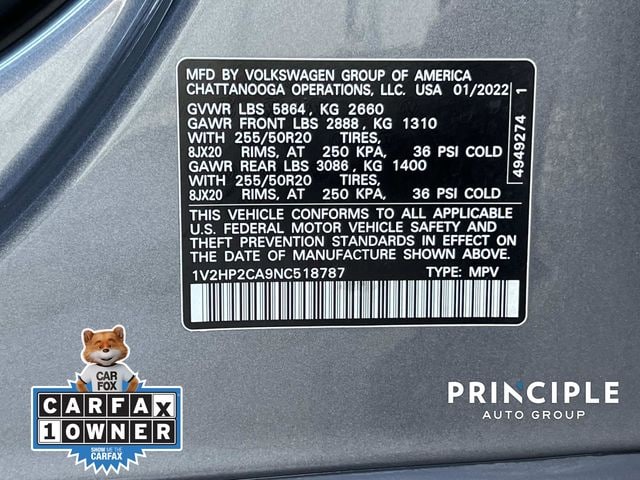 MFD BY VOLKSWAGEN GROUP OF AMERICA
CHATTANOOGA OPERATIONS, LLC. USA 01/2022
GVWR LBS 5864, KG 2660
GAWR FRONT LBS 2888, KG 1310
WITH 255/50R20 TIRES,
8JX20 RIMS, AT 250 KPA, 36 PSI COLD
GAWR REAR LBS 3086, KG 1400
WITH 255/50R20 TIRES,
8JX20 RIMS, AT 250 KPA, 36 PSI COLD
THIS VEHICLE CONFORMS TO ALL APPLICABLE
U.S. FEDERAL MOTOR VEHICLE SAFETY AND
THEFT PREVENTION STANDARDS IN EFFECT ON
THE DATE OF MANUFACTURE SHOWN ABOVE.
1V2HP2CA9NC518787 TYPE: MPV
4949274 1
CAR
FOX
CARFAX
1 OWNER
SHOW ME THE
CARFAX
PRINCIPLE
AUTO GROUP